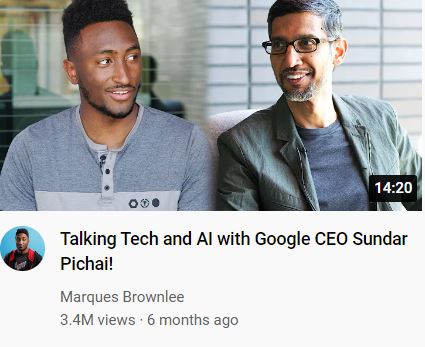 14:20
Talking Tech and AI with Google CEO Sundar
Pichai!
Marques Brownlee
3.4M views · 6 months ago